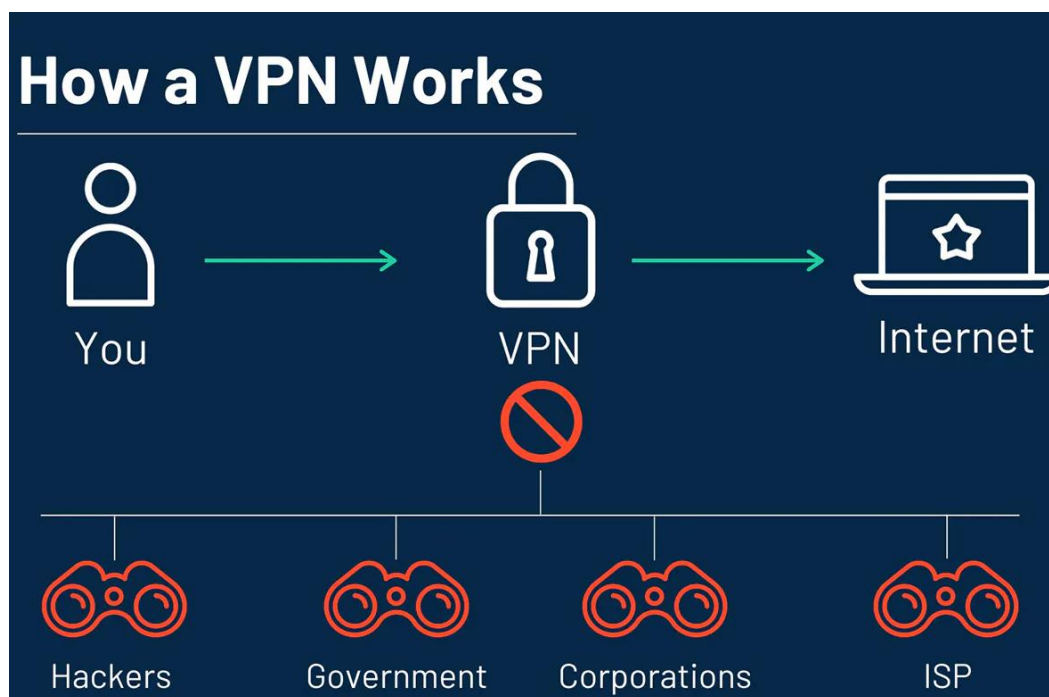 How a VPN Works
You
VPN
Internet
Hackers
Government
Corporations
ISP